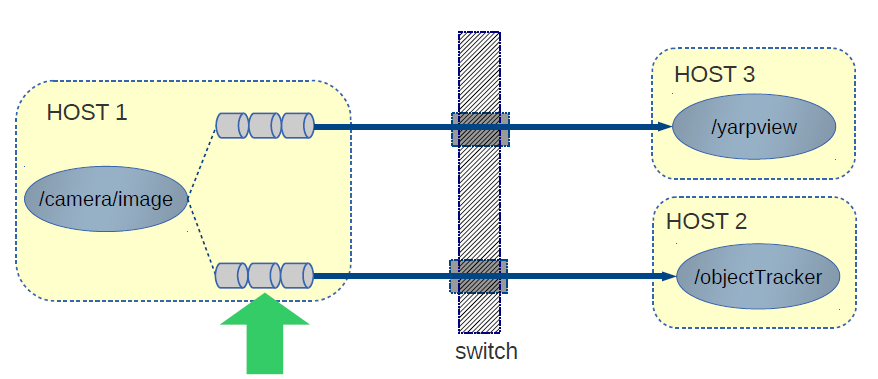 HOST 1
/camera/image
HOST 3
/yarpview
HOST 2
/objectTracker
switch